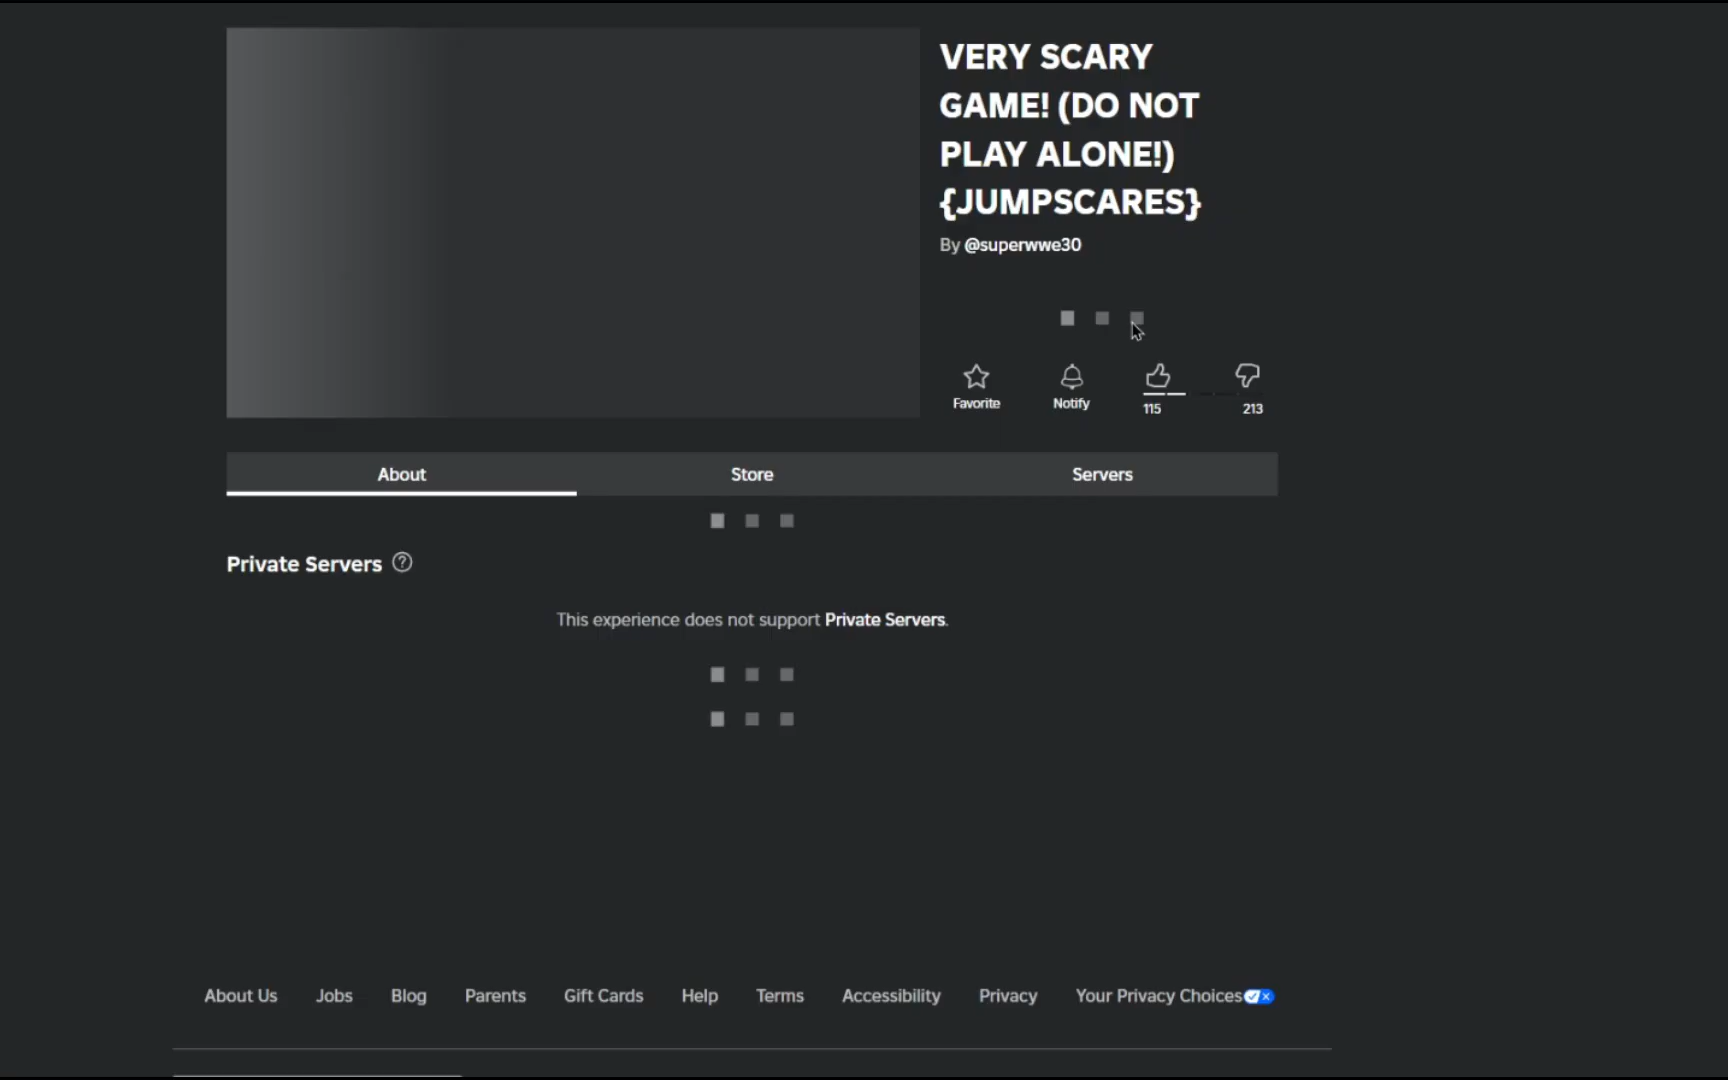 VERY SCARY
GAME! (DO NOT
PLAY ALONE!)
{JUMPSCARES}
By @superwwe30
Favorite
Notify
115
213
About
Store
Servers
Private Servers
This experience does not support Private Servers.
About Us
Jobs
Blog
Parents
Gift Cards
Help
Terms
Accessibility
Privacy
Your Privacy Choices